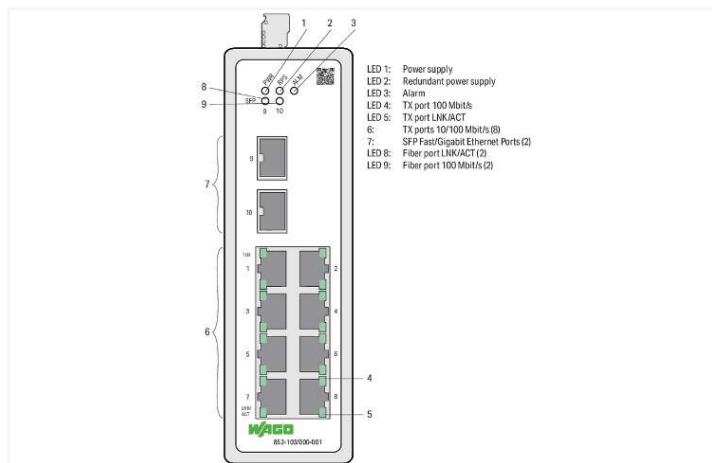 1 2 3
PWR RPS ALM
8
9
SFP
9 10
LED 1: Power supply
LED 2: Redundant power supply
LED 3: Alarm
LED 4: TX port 100 Mbit/s
LED 5: TX port LNK/ACT
6: TX ports 10/100 Mbit/s (8)
7: SFP Fast/Gigabit Ethernet Ports (2)
LED 8: Fiber port LNK/ACT (2)
LED 9: Fiber port 100 Mbit/s (2)
9
7
10
100
1 2
3 4
6
5 6
4
7 8
LNK/
ACT
5
WAGO
852-103/000-001